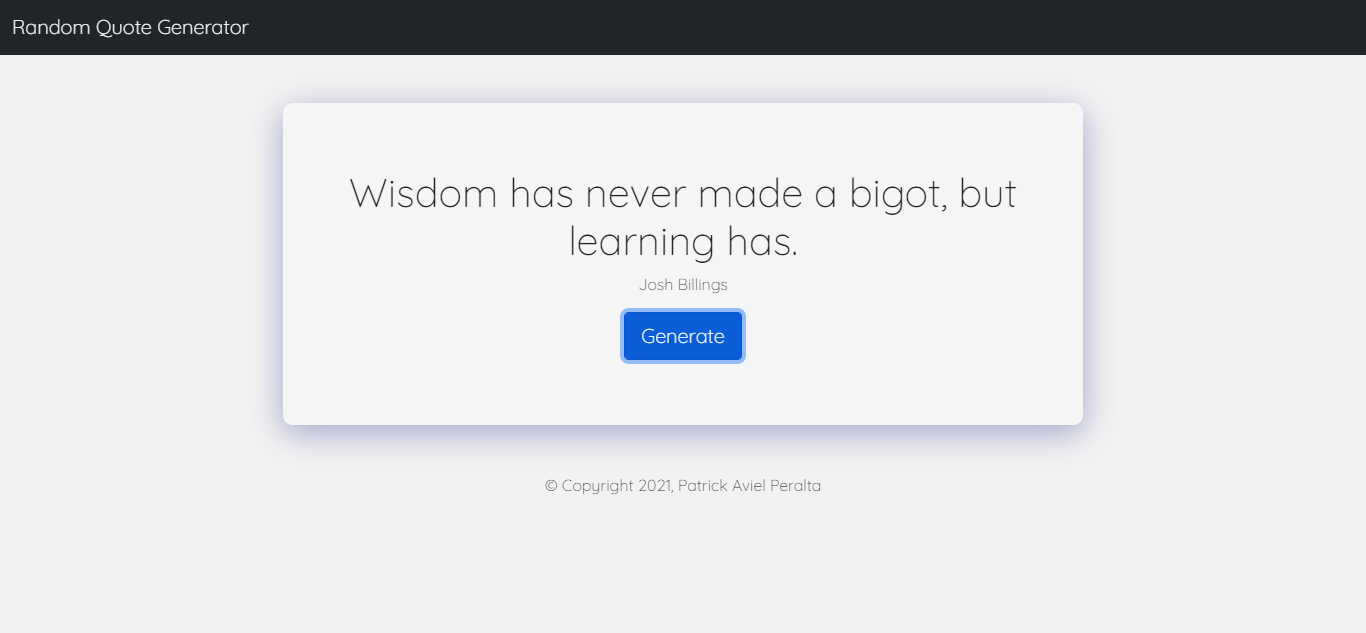 Random Quote Generator
Wisdom has never made a bigot, but
learning has.
Josh Billings
Generate
© Copyright 2021, Patrick Aviel Peralta